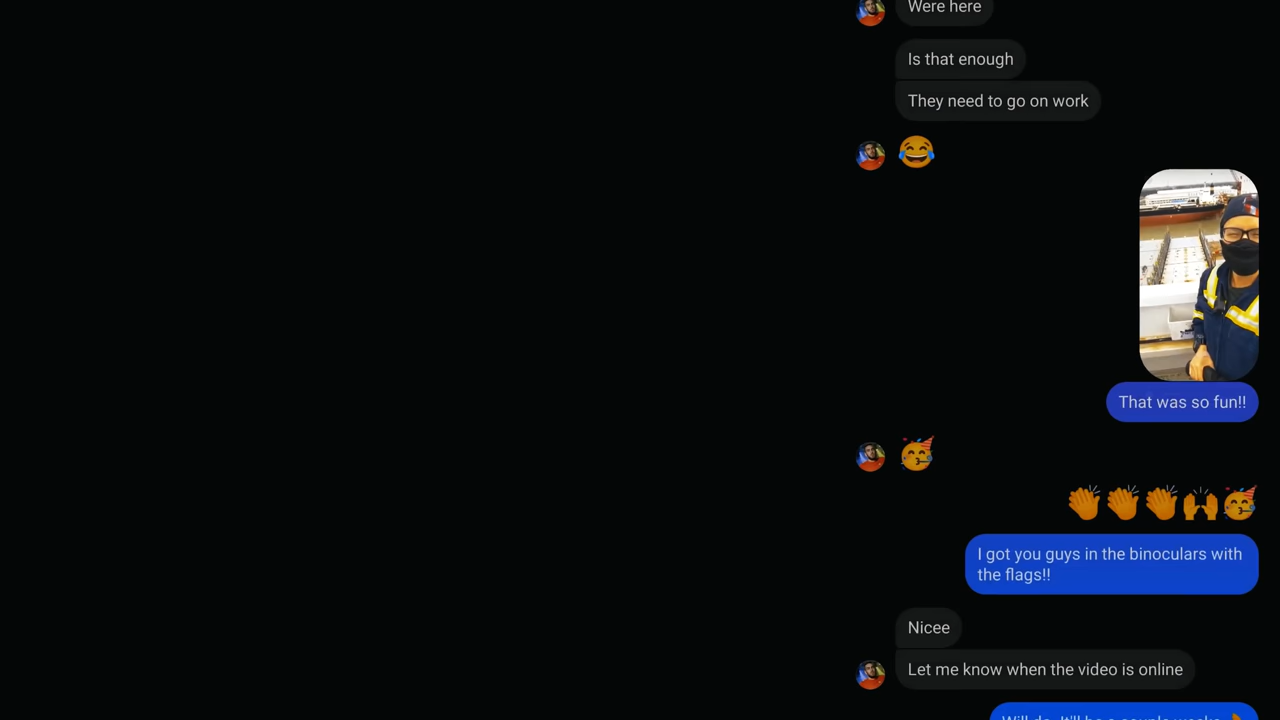 Were here
Is that enough
They need to go on work
😂
That was so fun!!
🥳
👏👏👏🙌🥳
I got you guys in the binoculars with
the flags!!
Nicee
Let me know when the video is online